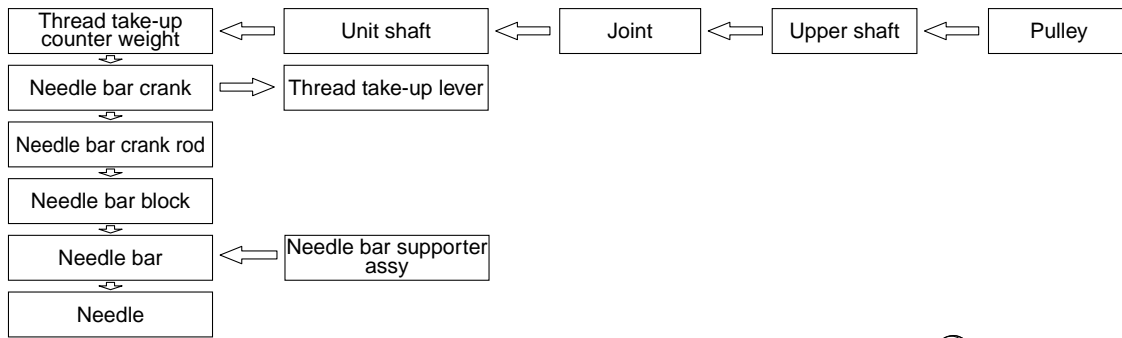 Thread take-up
counter weight
Unit shaft
Joint
Upper shaft
Pulley
Needle bar crank
Thread take-up lever
Needle bar crank rod
Needle bar block
Needle bar
Needle bar supporter
assy
Needle